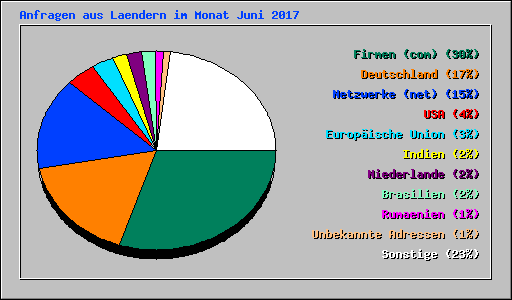 Anfragen aus Laendern im Monat Juni 2017
Firmen (com) (30%)
Deutschland (17%)
Netzwerke (net) (15%)
USA (4%)
Europäische Union (3%)
Indien (2%)
Niederlande (2%)
Brasilien (2%)
Rumaenien (1%)
Unbekannte Adressen (1%)
Sonstige (23%)